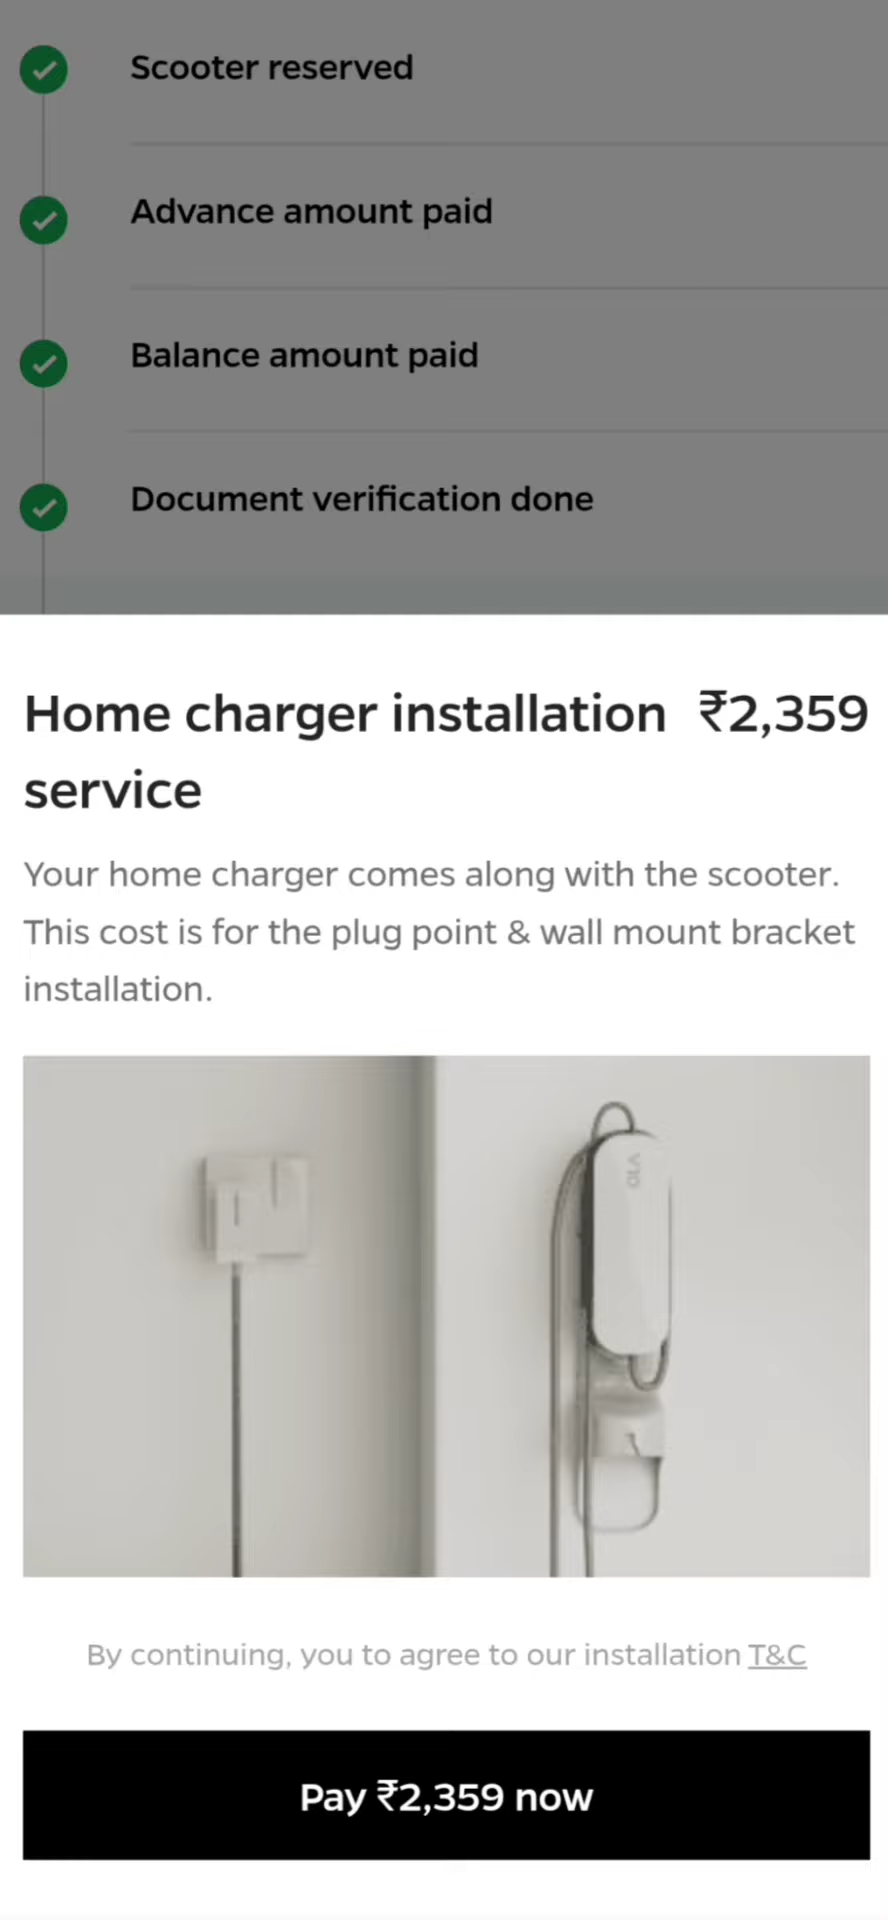 Scooter reserved
Advance amount paid
Balance amount paid
Document verification done
Home charger installation ₹2,359
service
Your home charger comes along with the scooter.
This cost is for the plug point & wall mount bracket
installation.
By continuing, you to agree to our installation T&C
Pay ₹2,359 now